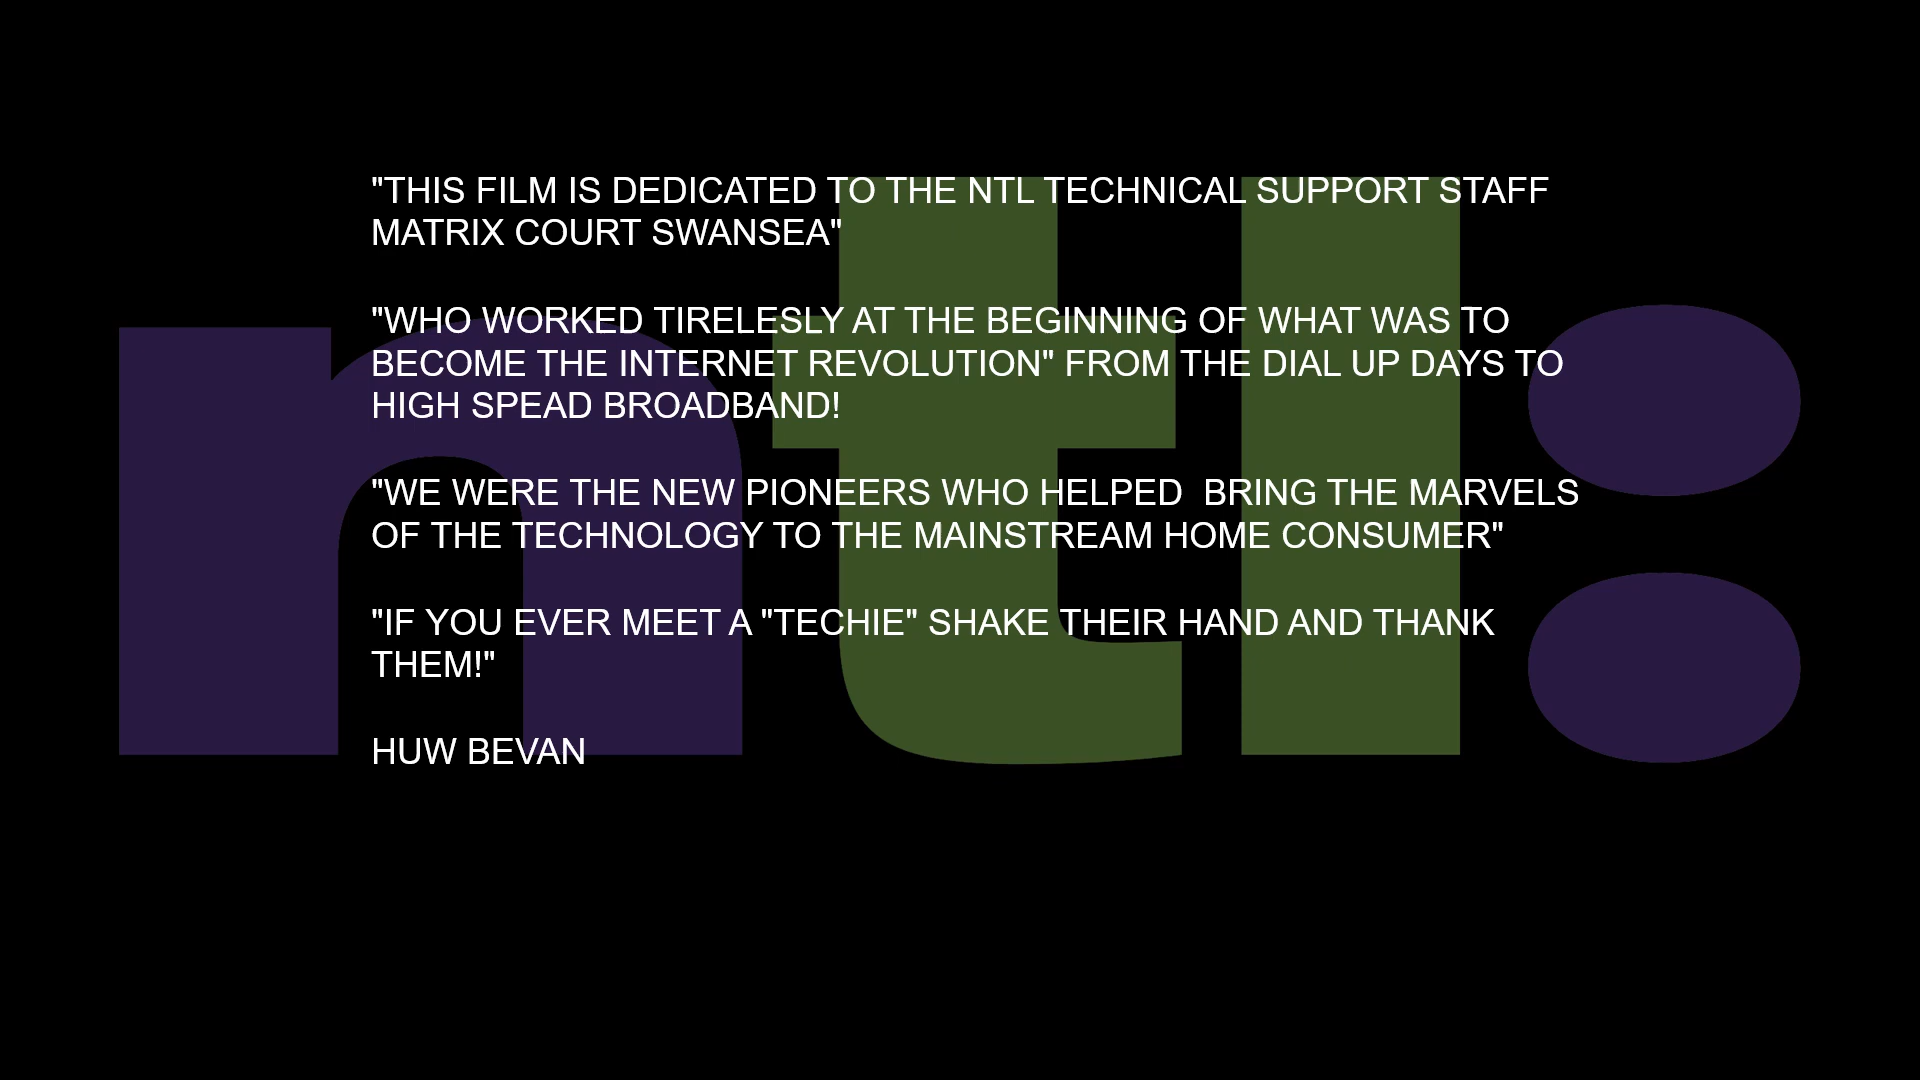 "THIS FILM IS DEDICATED TO THE NTL TECHNICAL SUPPORT STAFF
MATRIX COURT SWANSEA"
"WHO WORKED TIRELESLY AT THE BEGINNING OF WHAT WAS TO
BECOME THE INTERNET REVOLUTION" FROM THE DIAL UP DAYS TO
HIGH SPEAD BROADBAND!
"WE WERE THE NEW PIONEERS WHO HELPED  BRING THE MARVELS
OF THE TECHNOLOGY TO THE MAINSTREAM HOME CONSUMER"
"IF YOU EVER MEET A "TECHIE" SHAKE THEIR HAND AND THANK
THEM!"
HUW BEVAN
ntl: